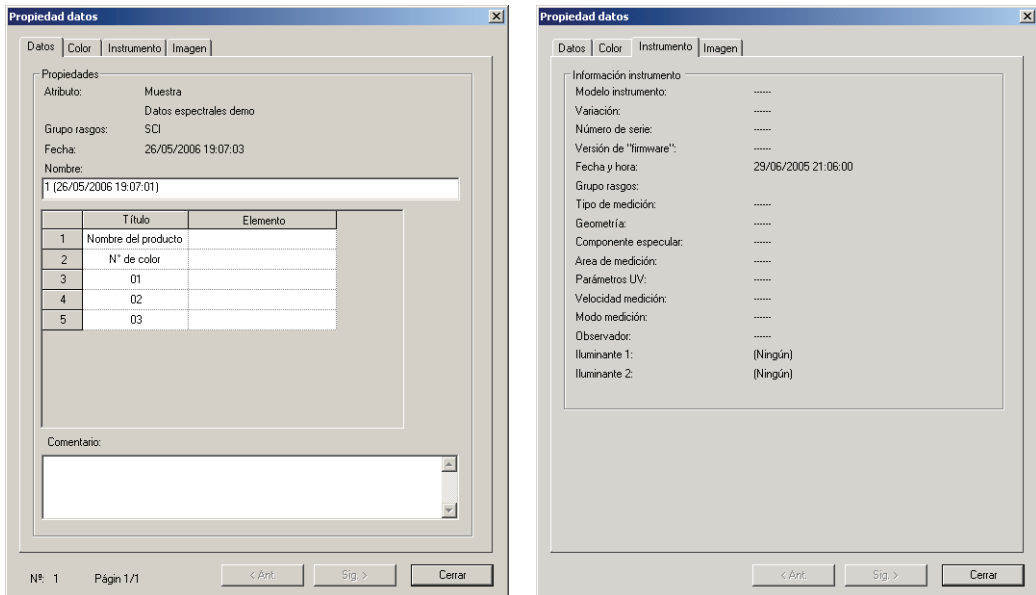 Propiedad datos
Datos Color Instrumento Imagen
Propiedades
Atributo: Muestra
Datos espectrales demo
Grupo rasgos: SCI
Fecha: 26/05/2006 19:07:03
Nombre:
1 (26/05/2006 19:07:01)
Título Elemento
1 Nombre del producto
2 N° de color
3 01
4 02
5 03
Comentario:
Nº: 1 Págin 1/1 < Ant. Sig. > Cerrar
Propiedad datos
Datos Color Instrumento Imagen
Información instrumento
Modelo instrumento: ------
Variación: ------
Número de serie: ------
Versión de "firmware": ------
Fecha y hora: 29/06/2005 21:06:00
Grupo rasgos:
Tipo de medición: ------
Geometría: ------
Componente especular: ------
Area de medición: ------
Parámetros UV: ------
Velocidad medición: ------
Modo medición: ------
Observador: ------
Iluminante 1: (Ningún)
Iluminante 2: (Ningún)
< Ant. Sig. > Cerrar